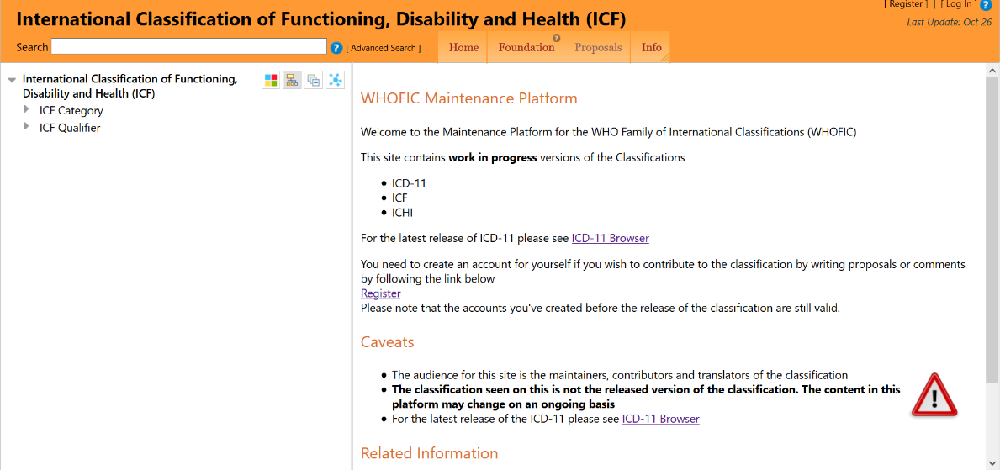 International Classification of Functioning, Disability and Health (ICF)
[ Register ] | [ Log In ] ?
Last Update: Oct 26
Search ? [ Advanced Search ] Home Foundation ? Proposals Info
International Classification of Functioning,
Disability and Health (ICF)
ICF Category
ICF Qualifier
WHOFIC Maintenance Platform
Welcome to the Maintenance Platform for the WHO Family of International Classifications (WHOFIC)
This site contains work in progress versions of the Classifications
• ICD-11
• ICF
• ICHI
For the latest release of ICD-11 please see ICD-11 Browser
You need to create an account for yourself if you wish to contribute to the classification by writing proposals or comments
by following the link below
Register
Please note that the accounts you've created before the release of the classification are still valid.
Caveats
• The audience for this site is the maintainers, contributors and translators of the classification
• The classification seen on this is not the released version of the classification. The content in this
platform may change on an ongoing basis
• For the latest release of the ICD-11 please see ICD-11 Browser
!
Related Information